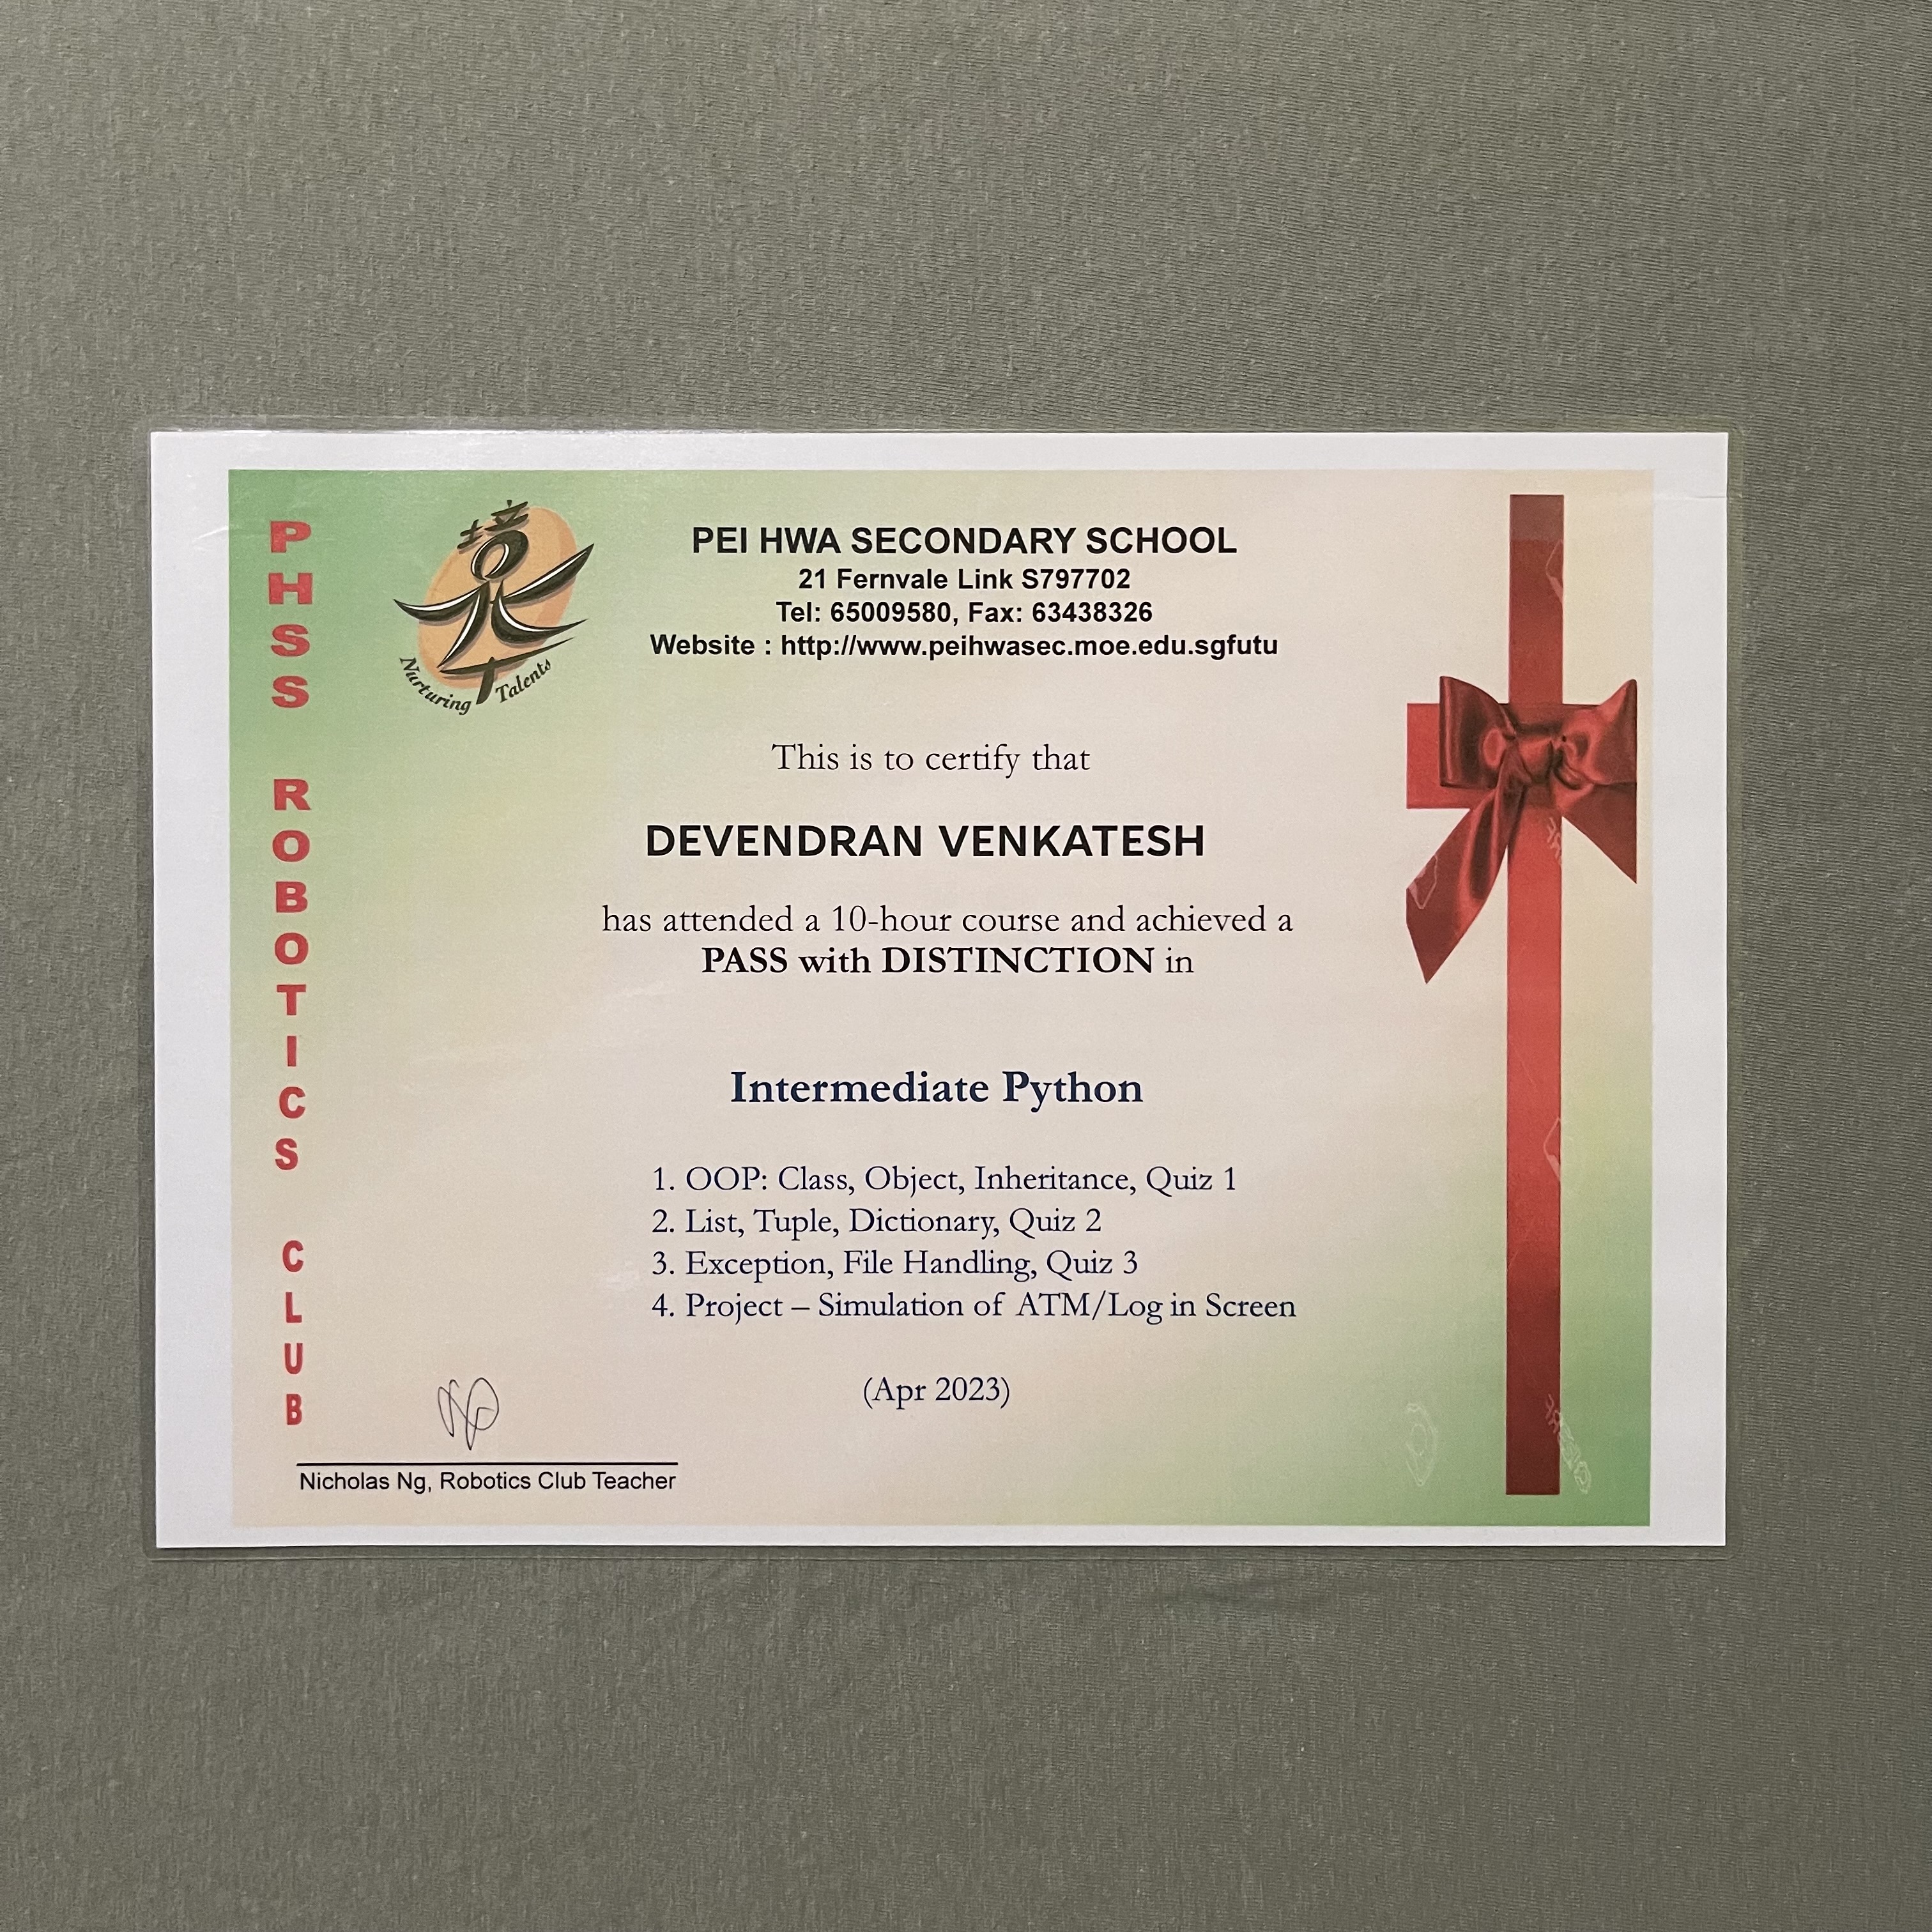 PHSS ROBOTICS CLUB
培
Nurturing Talents
PEI HWA SECONDARY SCHOOL
21 Fernvale Link S797702
Tel: 65009580, Fax: 63438326
Website : http://www.peihwasec.moe.edu.sgfutu
This is to certify that
DEVENDRAN VENKATESH
has attended a 10-hour course and achieved a
PASS with DISTINCTION in
Intermediate Python
1. OOP: Class, Object, Inheritance, Quiz 1
2. List, Tuple, Dictionary, Quiz 2
3. Exception, File Handling, Quiz 3
4. Project – Simulation of ATM/Log in Screen
(Apr 2023)
Nicholas Ng, Robotics Club Teacher